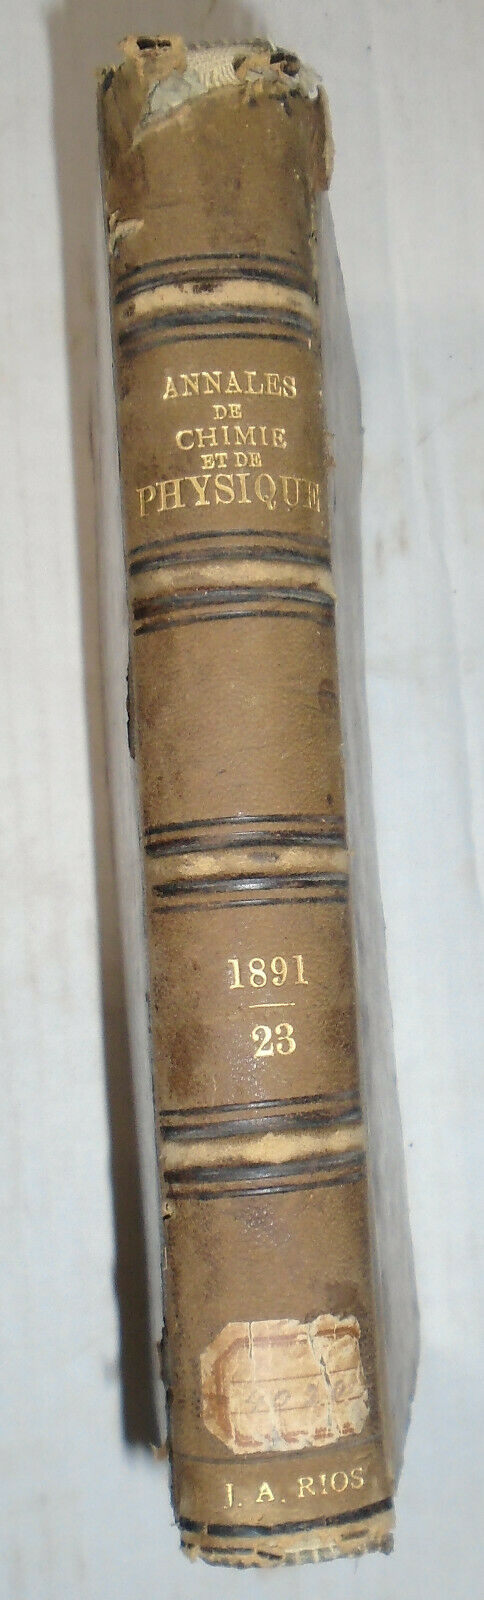 ANNALES
DE
CHIMIE
ET DE
PHYSIQUE
1891
23
J. A. RIOS